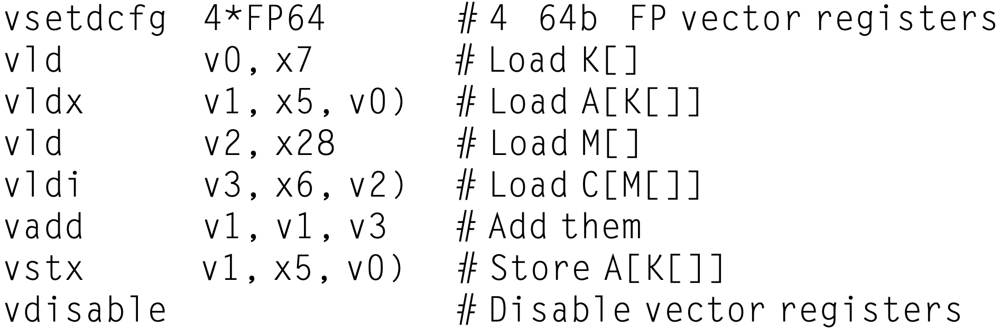 vsetdcfg 4*FP64 # 4 64b FP vector registers
vld v0, x7 # Load K[]
vldx v1, x5, v0) # Load A[K[]]
vld v2, x28 # Load M[]
vldi v3, x6, v2) # Load C[M[]]
vadd v1, v1, v3 # Add them
vstx v1, x5, v0) # Store A[K[]]
vdisable # Disable vector registers